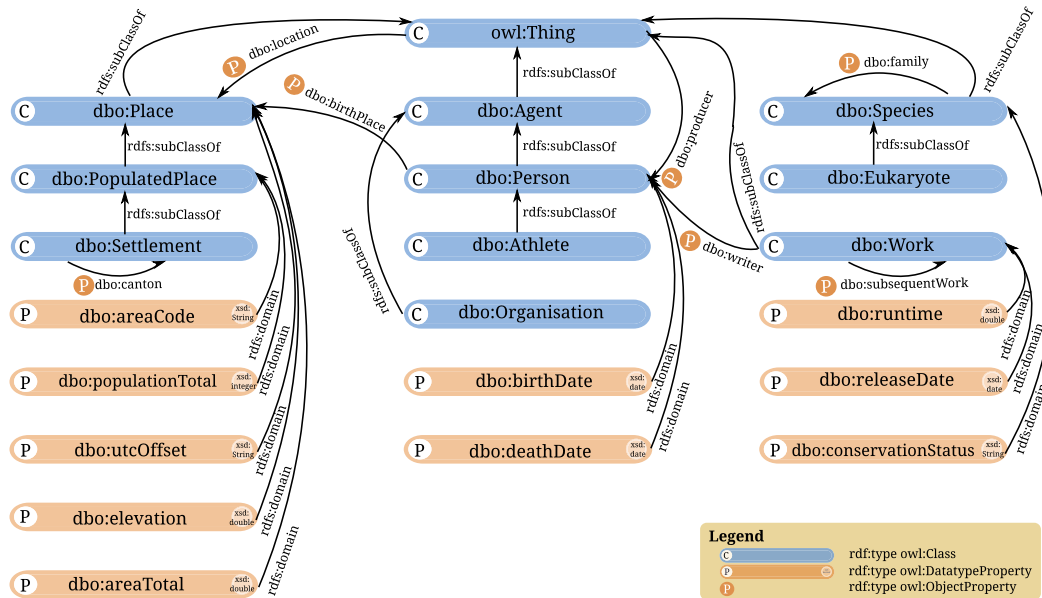 C owl:Thing
P dbo:location
rdfs:subClassOf
P dbo:family
rdfs:subClassOf
rdfs:subClassOf
P dbo:birthPlace
P dbo:producer
C dbo:Place
C dbo:Agent
C dbo:Species
rdfs:subClassOf
rdfs:subClassOf
rdfs:subClassOf
rdfs:subClassOf
C dbo:PopulatedPlace
C dbo:Person
C dbo:Eukaryote
rdfs:subClassOf
rdfs:subClassOf
C dbo:Settlement
C dbo:Athlete
P dbo:writer
C dbo:Work
rdfs:subClassOf
P dbo:canton
P dbo:subsequentWork
P dbo:areaCode xsd: String
rdfs:domain
C dbo:Organisation
P dbo:runtime xsd: double
rdfs:domain
P dbo:populationTotal xsd: integer
rdfs:domain
P dbo:birthDate xsd: date
rdfs:domain
P dbo:releaseDate xsd: date
rdfs:domain
P dbo:utcOffset xsd: String
rdfs:domain
P dbo:deathDate xsd: date
rdfs:domain
P dbo:conservationStatus xsd: String
rdfs:domain
P dbo:elevation xsd: double
rdfs:domain
P dbo:areaTotal xsd: double
rdfs:domain
Legend
C rdf:type owl:Class
P rdf:type owl:DatatypeProperty
P rdf:type owl:ObjectProperty